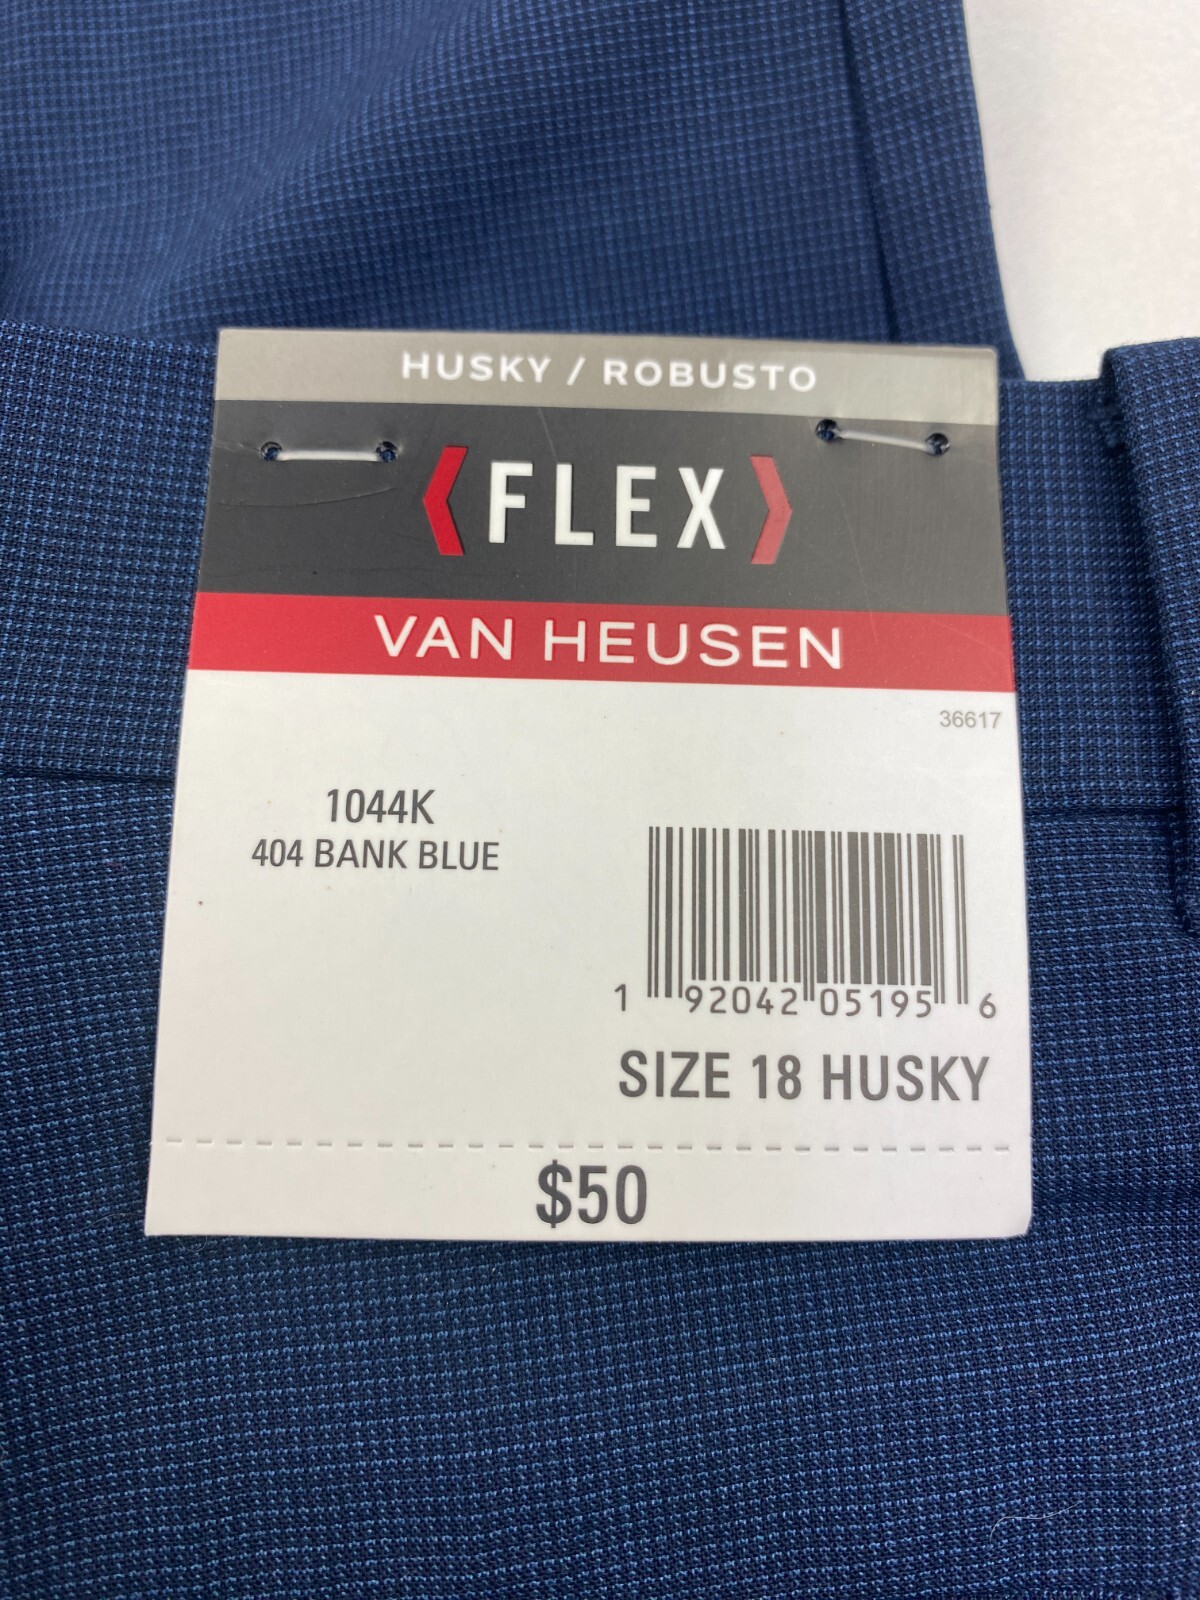 HUSKY / ROBUSTO
FLEX
VAN HEUSEN
36617
1044K
404 BANK BLUE
1 92042 05195 6
SIZE 18 HUSKY
$50